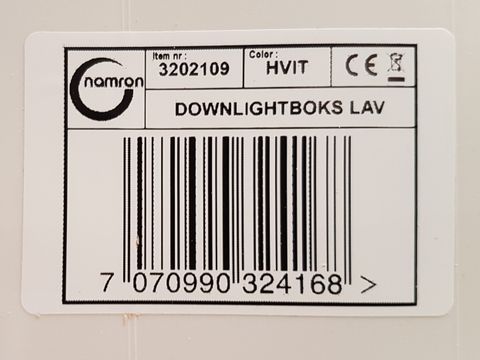 namron
Item nr :
3202109
Color :
HVIT
CE
DOWNLIGHTBOKS LAV
7 070990 324168 >